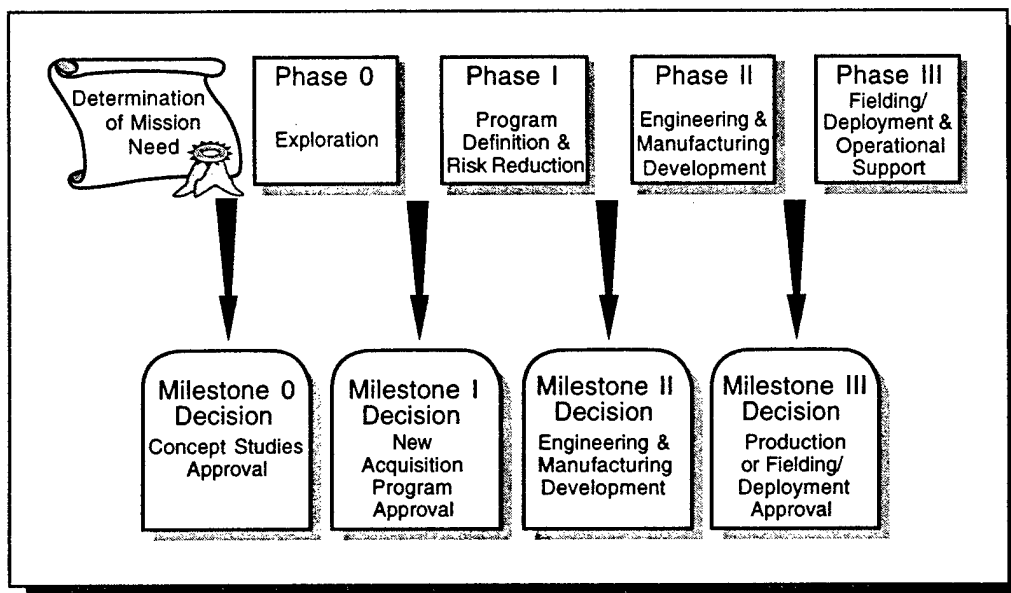 Determination
of Mission
Need
Phase 0
Exploration
Phase I
Program
Definition &
Risk Reduction
Phase II
Engineering &
Manufacturing
Development
Phase III
Fielding/
Deployment &
Operational
Support
Milestone 0
Decision
Concept Studies
Approval
Milestone I
Decision
New
Acquisition
Program
Approval
Milestone II
Decision
Engineering &
Manufacturing
Development
Milestone III
Decision
Production
or Fielding/
Deployment
Approval